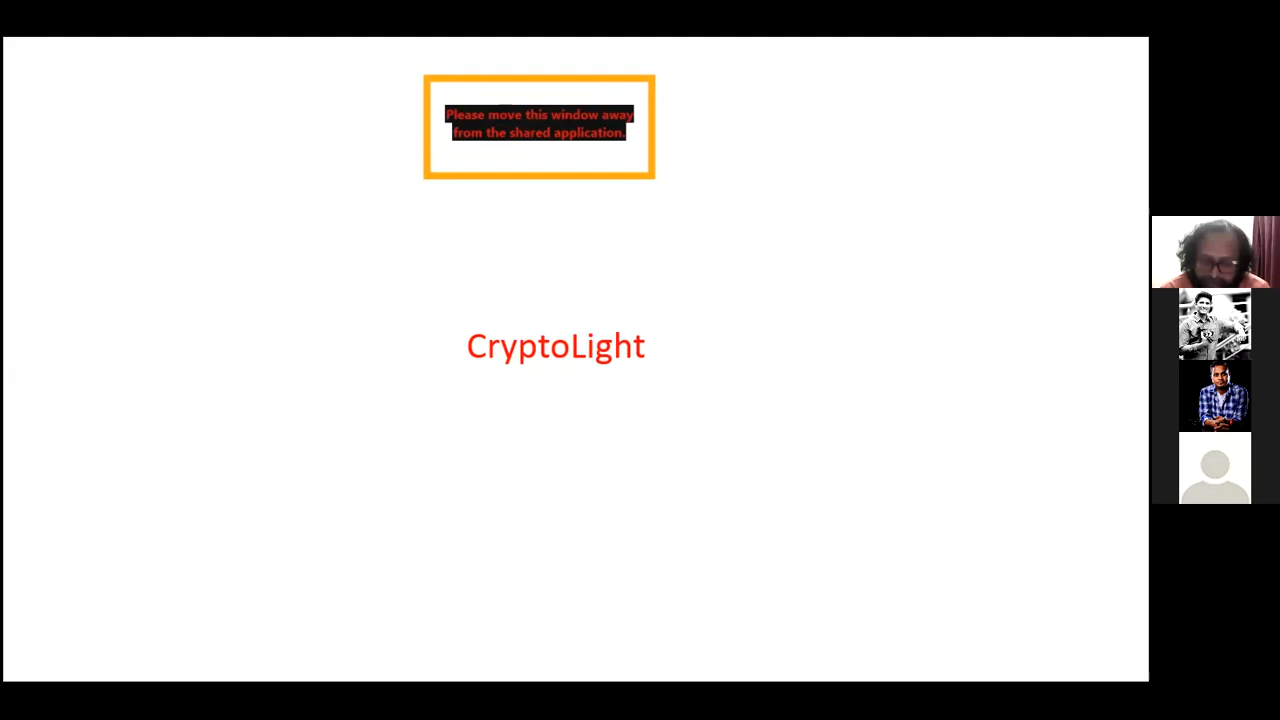 Please move this window away
from the shared application.
CryptoLight